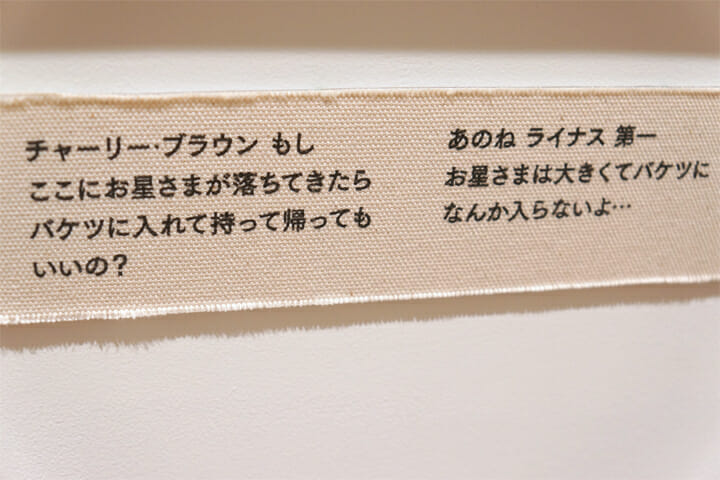 チャーリー・ブラウン もし
ここにお星さまが落ちてきたら
バケツに入れて持って帰っても
いいの?
あのね ライナス 第一
お星さまは大きくてバケツに
なんか入らないよ…